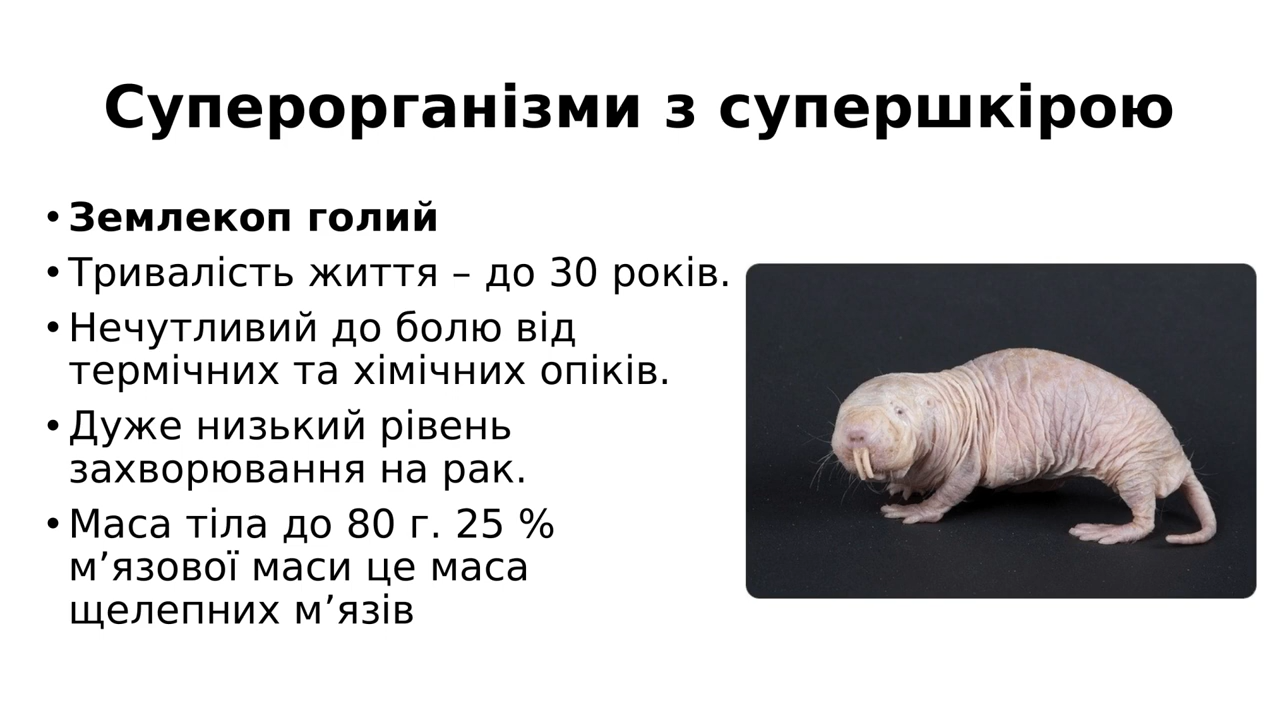 Суперорганізми з супершкірою
• Землекоп голий
• Тривалість життя – до 30 років.
• Нечутливий до болю від
термічних та хімічних опіків.
• Дуже низький рівень
захворювання на рак.
• Маса тіла до 80 г. 25 %
м’язової маси це маса
щелепних м’язів